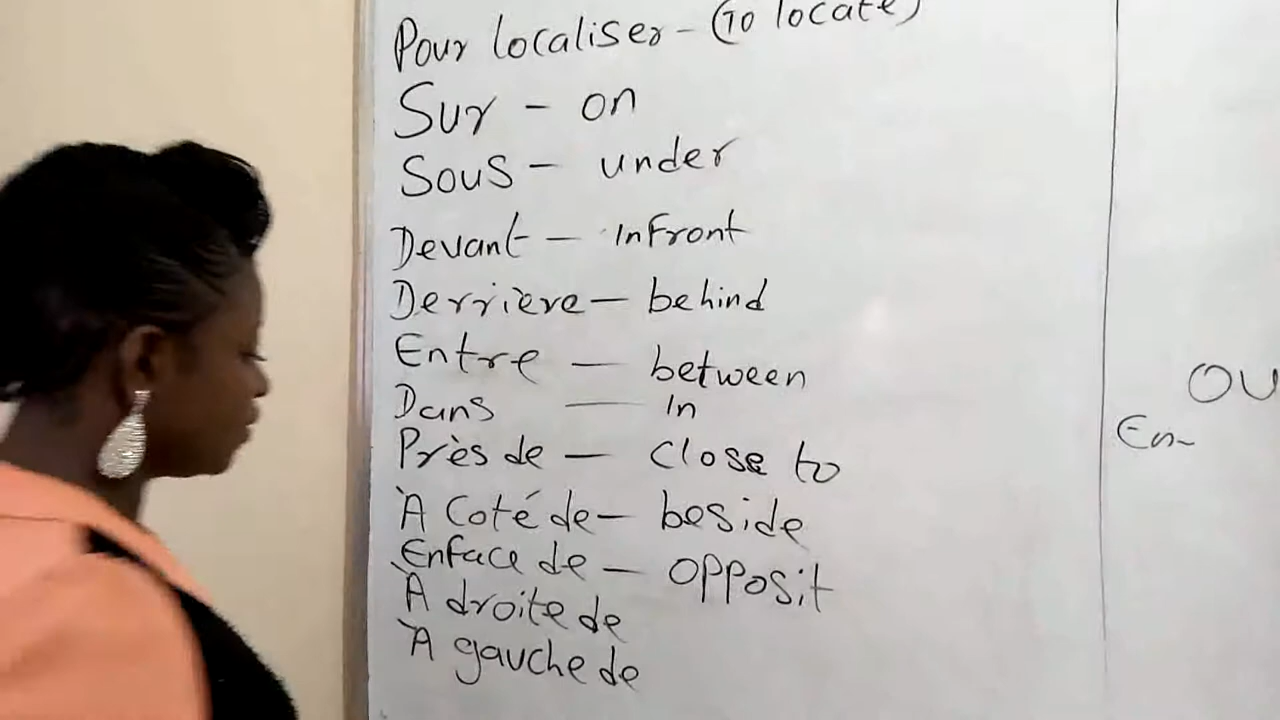 Pour localiser - (To locate)
Sur - on
Sous - under
Devant - Infront
Derrière - behind
Entre - between
Dans - In
Près de - Close to
À Coté de - beside
Enface de - opposit
À droite de
À gauche de
OU
En-